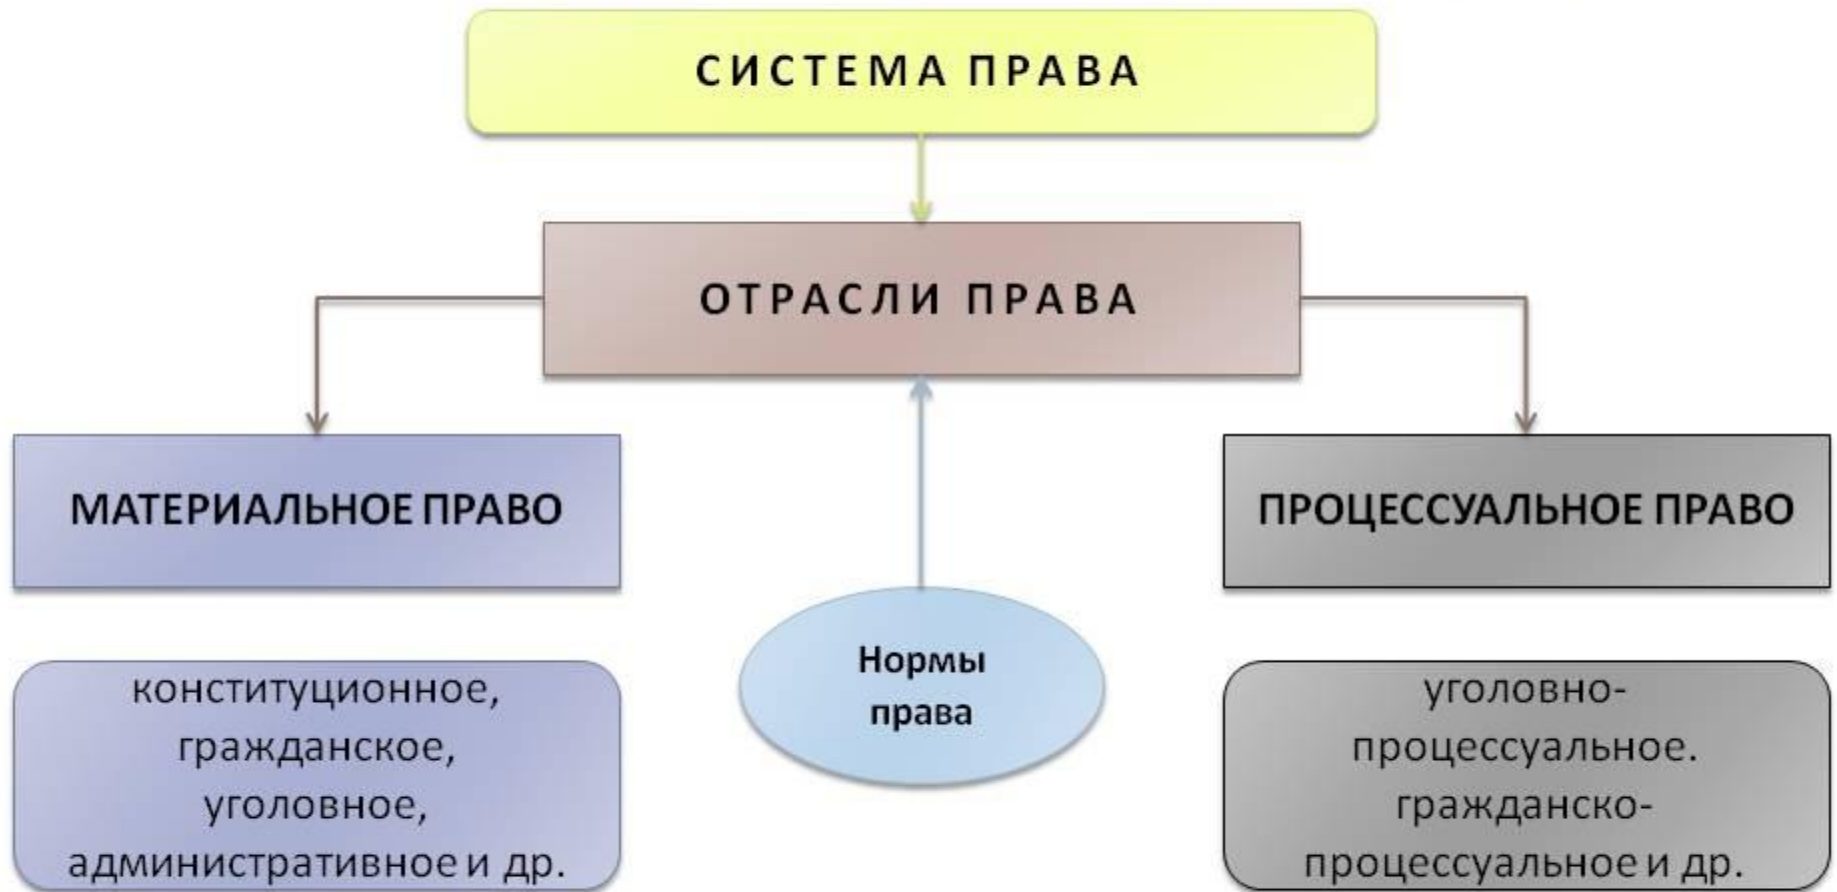 СИСТЕМА ПРАВА
ОТРАСЛИ ПРАВА
МАТЕРИАЛЬНОЕ ПРАВО
ПРОЦЕССУАЛЬНОЕ ПРАВО
Нормы
права
конституционное,
гражданское,
уголовное,
административное и др.
уголовно-
процессуальное.
гражданско-
процессуальное и др.